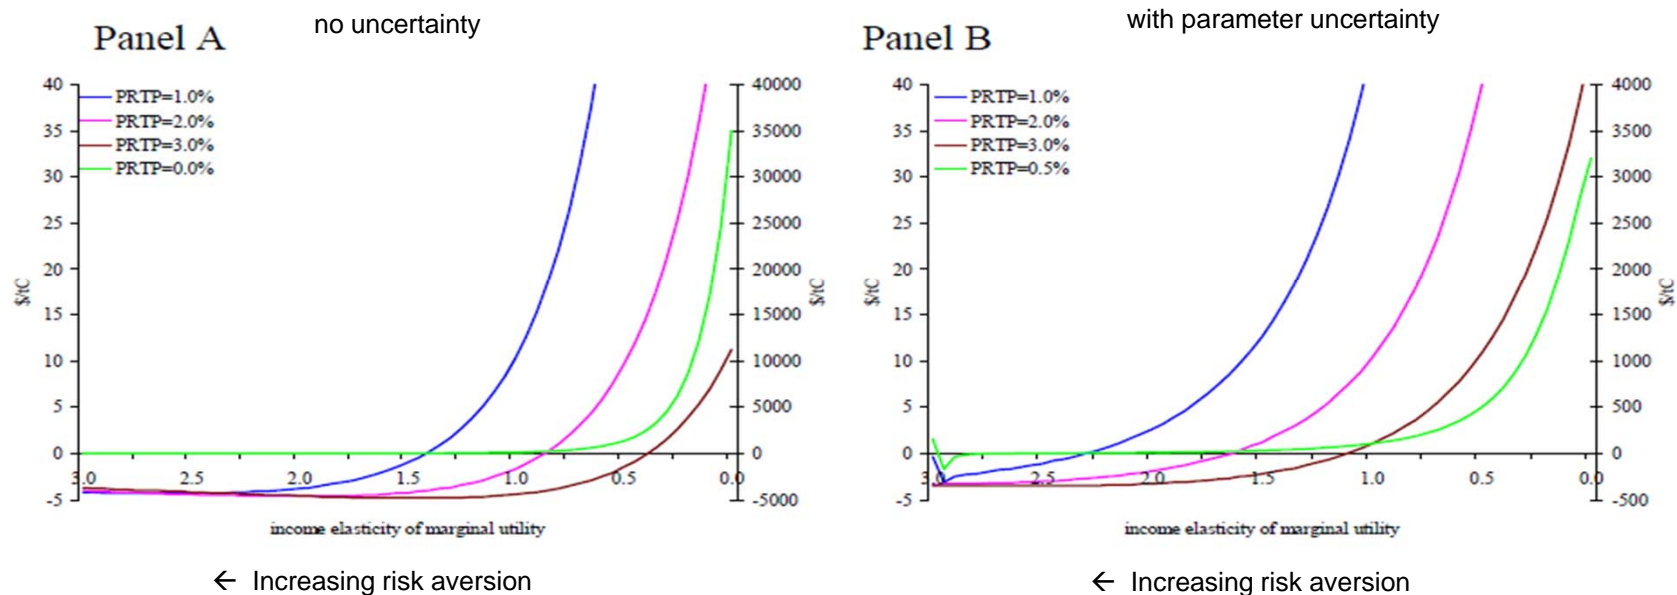 no uncertainty
Panel A
40 40000
PRTP=1.0%
35 35000
PRTP=2.0%
PRTP=3.0%
30 30000
PRTP=0.0%
25 25000
20 20000
$/tC $/tC
15 15000
10 10000
5 5000
0 0
3.0 2.5 2.0 1.5 1.0 0.5 0.0
-5 -5000
income elasticity of marginal utility
← Increasing risk aversion
with parameter uncertainty
Panel B
40 4000
PRTP=1.0%
35 3500
PRTP=2.0%
PRTP=3.0%
30 3000
PRTP=0.5%
25 2500
20 2000
$/tC $/tC
15 1500
10 1000
5 500
0 0
3.0 2.5 2.0 1.5 1.0 0.5 0.0
-5 -500
income elasticity of marginal utility
← Increasing risk aversion